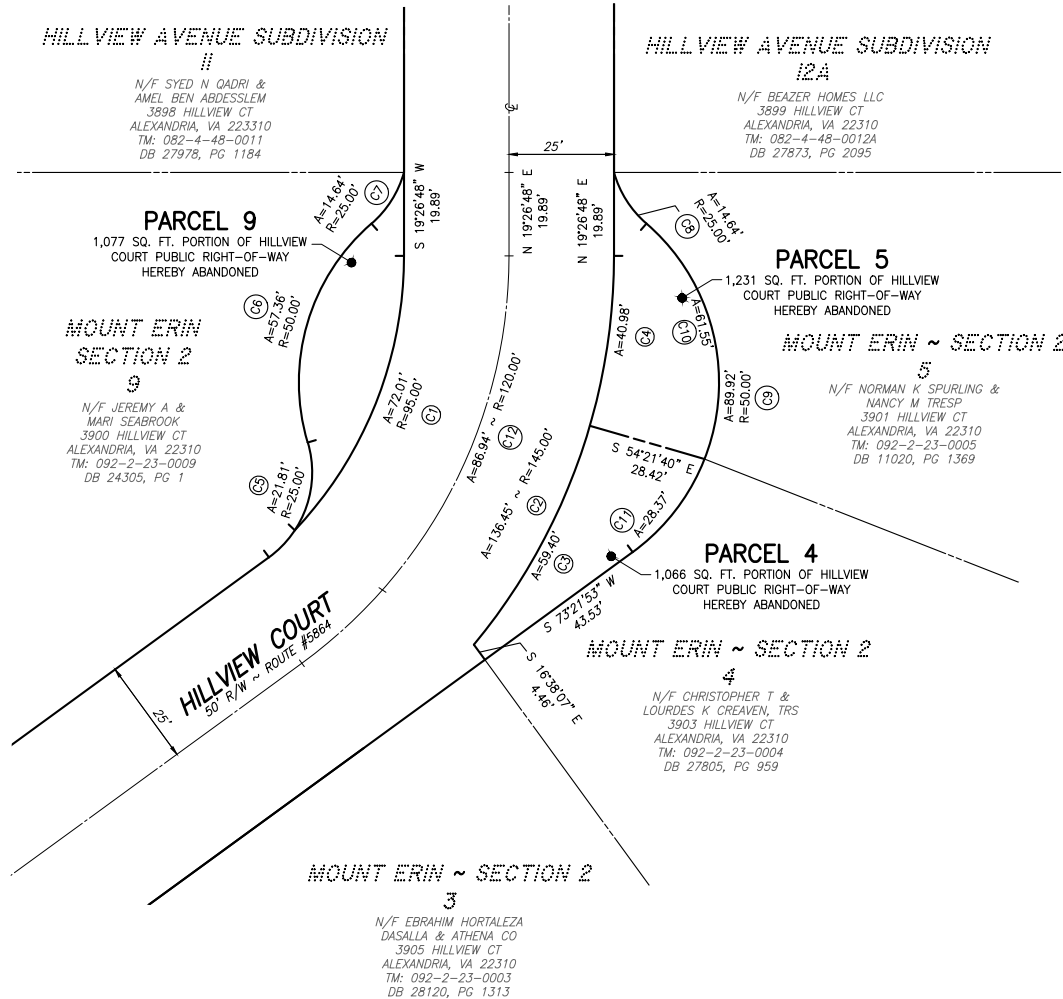 HILLVIEW AVENUE SUBDIVISION
11
N/F SYED N QADRI &
AMEL BEN ABDESSLEM
3898 HILLVIEW CT
ALEXANDRIA, VA 223310
TM: 082-4-48-0011
DB 27978, PG 1184
HILLVIEW AVENUE SUBDIVISION
12A
N/F BEAZER HOMES LLC
3899 HILLVIEW CT
ALEXANDRIA, VA 22310
TM: 082-4-48-0012A
DB 27873, PG 2095
℄
25'
S 19°26'48" W
19.89'
N 19°26'48" E
19.89'
N 19°26'48" E
19.89'
A=14.64'
R=25.00'
C7
A=14.64'
R=25.00'
C8
PARCEL 9
1,077 SQ. FT. PORTION OF HILLVIEW
COURT PUBLIC RIGHT-OF-WAY
HEREBY ABANDONED
PARCEL 5
1,231 SQ. FT. PORTION OF HILLVIEW
COURT PUBLIC RIGHT-OF-WAY
HEREBY ABANDONED
C6
A=57.36'
R=50.00'
A=40.98'
C4
A=61.55'
C10
MOUNT ERIN
SECTION 2
9
N/F JEREMY A &
MARI SEABROOK
3900 HILLVIEW CT
ALEXANDRIA, VA 22310
TM: 092-2-23-0009
DB 24305, PG 1
MOUNT ERIN ~ SECTION 2
5
N/F NORMAN K SPURLING &
NANCY M TRESP
3901 HILLVIEW CT
ALEXANDRIA, VA 22310
TM: 092-2-23-0005
DB 11020, PG 1369
A=72.01'
R=95.00'
C1
A=86.94' ~ R=120.00'
C12
A=136.45' ~ R=145.00'
C2
A=89.92'
R=50.00'
C9
S 54°21'40" E
28.42'
C5
A=21.81'
R=25.00'
C11
A=28.37'
A=59.40'
C3
PARCEL 4
1,066 SQ. FT. PORTION OF HILLVIEW
COURT PUBLIC RIGHT-OF-WAY
HEREBY ABANDONED
S 73°21'53" W
43.53'
S 16°38'07" E
4.46'
HILLVIEW COURT
50' R/W ~ ROUTE #5864
25'
MOUNT ERIN ~ SECTION 2
4
N/F CHRISTOPHER T &
LOURDES K CREAVEN, TRS
3903 HILLVIEW CT
ALEXANDRIA, VA 22310
TM: 092-2-23-0004
DB 27805, PG 959
MOUNT ERIN ~ SECTION 2
3
N/F EBRAHIM HORTALEZA
DASALLA & ATHENA CO
3905 HILLVIEW CT
ALEXANDRIA, VA 22310
TM: 092-2-23-0003
DB 28120, PG 1313